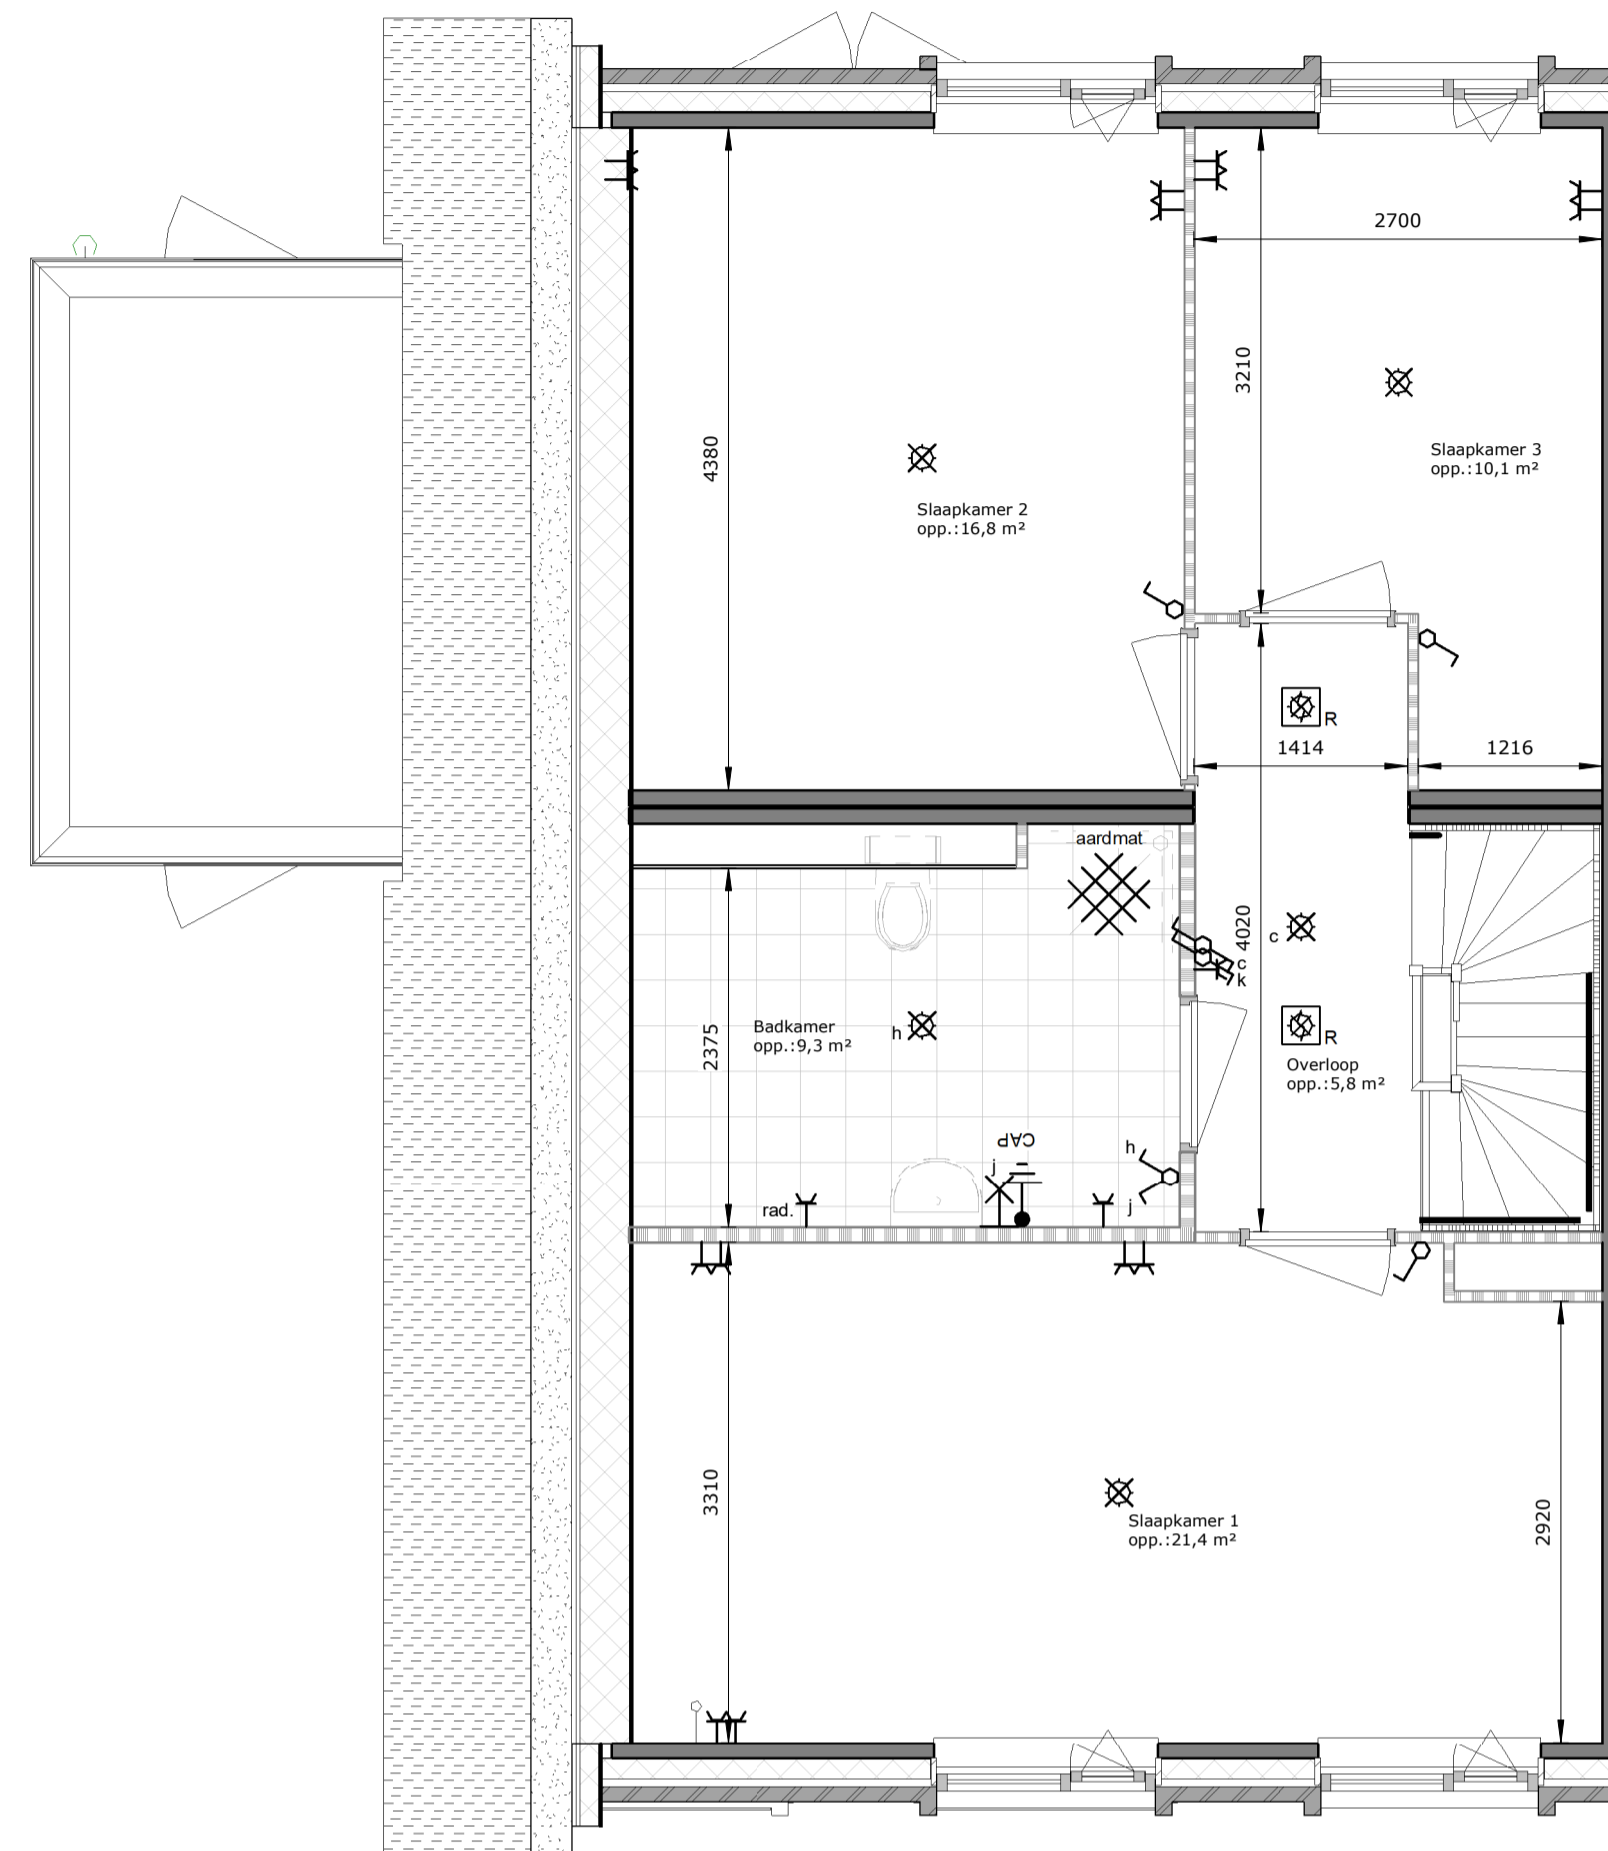 2700
3210
4380
Slaapkamer 3
opp.:10,1 m²
Slaapkamer 2
opp.:16,8 m²
R
1414
1216
aardmat
4020
c
c
k
2375
Badkamer
opp.:9,3 m²
h
R
Overloop
opp.:5,8 m²
CAP
j
h
rad.
j
3310
Slaapkamer 1
opp.:21,4 m²
2920